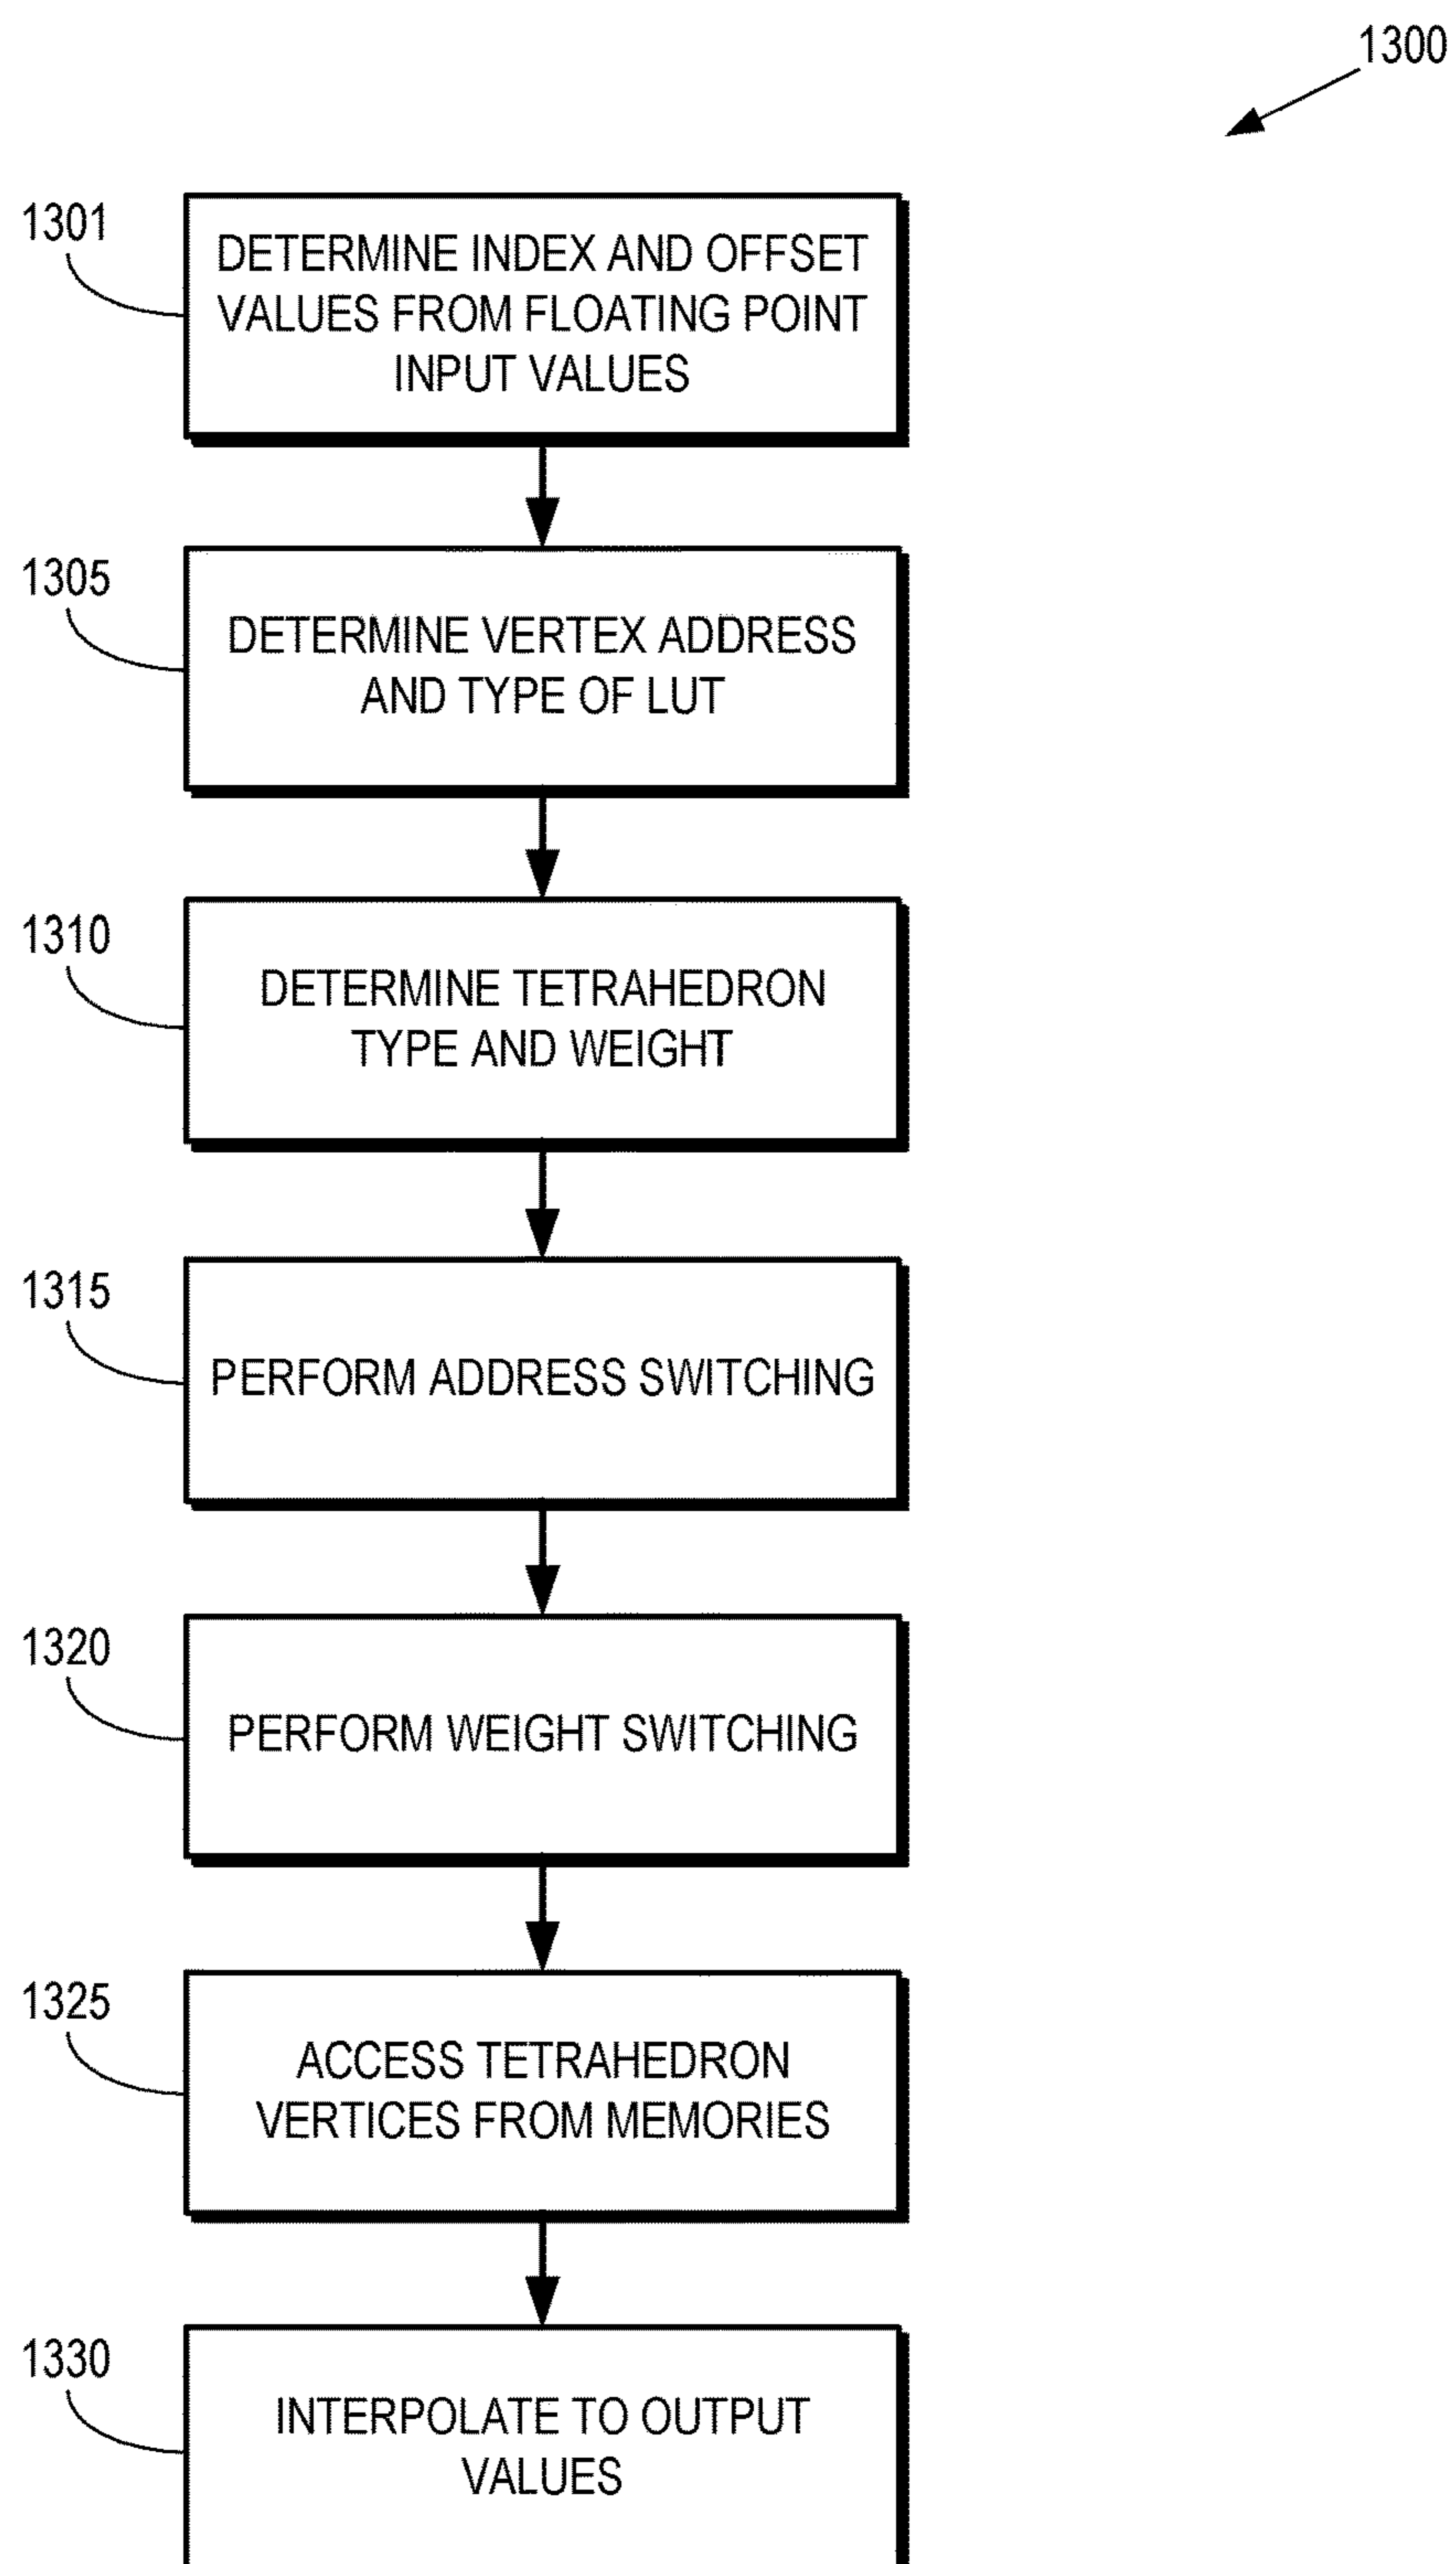 1300
1301
DETERMINE INDEX AND OFFSET
VALUES FROM FLOATING POINT
INPUT VALUES
1305
DETERMINE VERTEX ADDRESS
AND TYPE OF LUT
1310
DETERMINE TETRAHEDRON
TYPE AND WEIGHT
1315
PERFORM ADDRESS SWITCHING
1320
PERFORM WEIGHT SWITCHING
1325
ACCESS TETRAHEDRON
VERTICES FROM MEMORIES
1330
INTERPOLATE TO OUTPUT
VALUES